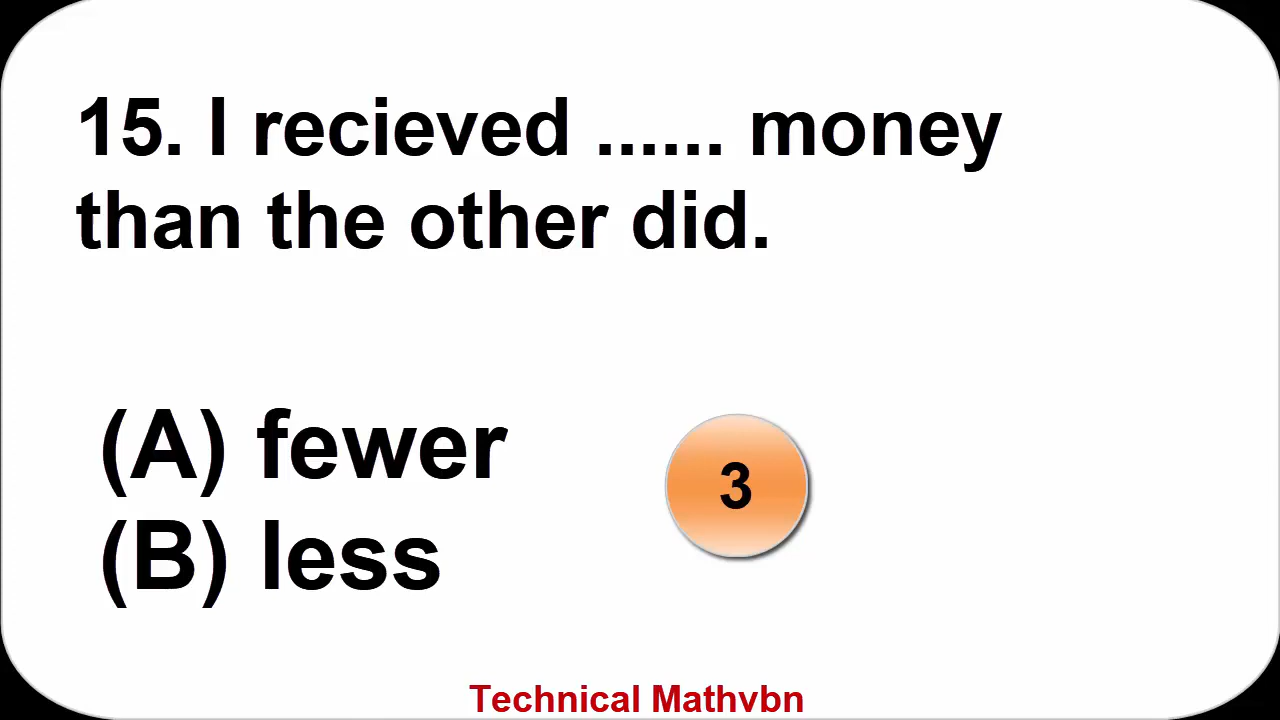 15. I recieved ...... money
than the other did.
(A) fewer
3
(B) less
Technical Mathvbn